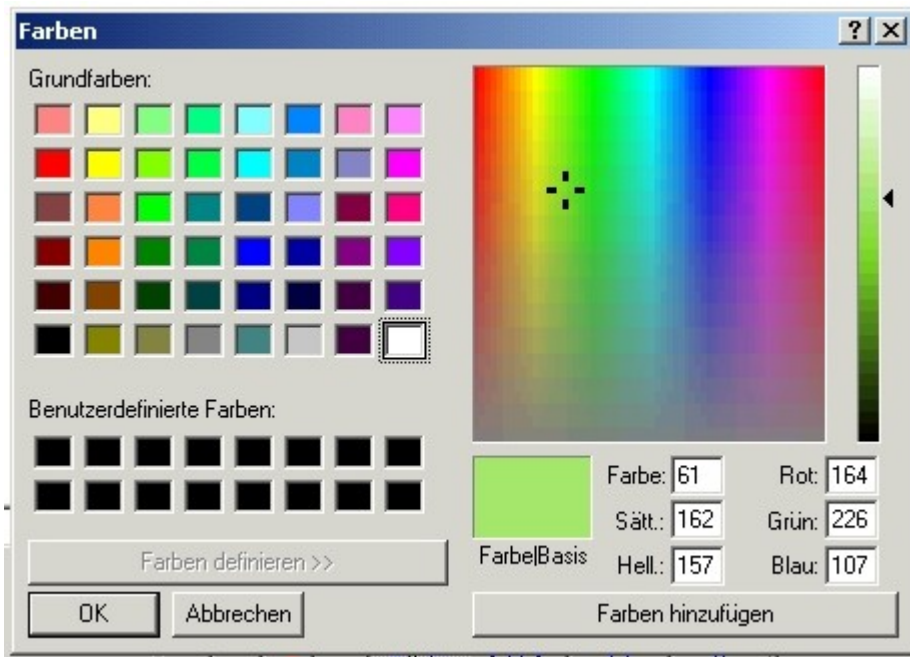 Farben
Grundfarben:
Benutzerdefinierte Farben:
Farben definieren >>
OK Abbrechen
Farbe|Basis
Farbe: 61 Rot: 164
Sätt.: 162 Grün: 226
Hell.: 157 Blau: 107
Farben hinzufügen